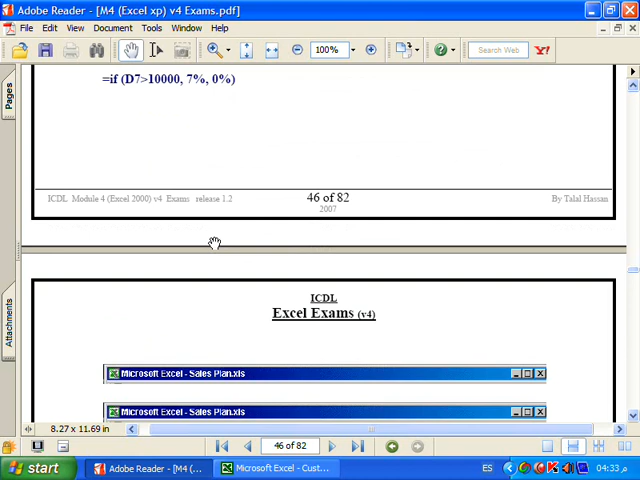 Adobe Reader - [M4 (Excel xp) v4 Exams.pdf]
File Edit View Document Tools Window Help
100% Search Web Y!
Pages
=if (D7>10000, 7%, 0%)
ICDL Module 4 (Excel 2000) v4 Exams release 1.2 46 of 82 By Talal Hassan
2007
ICDL
Excel Exams (v4)
Microsoft Excel - Sales Plan.xls
Microsoft Excel - Sales Plan.xls
Attachments
8.27 x 11.69 in
46 of 82
start Adobe Reader - [M4 (... Microsoft Excel - Cust... ES 04:33 م